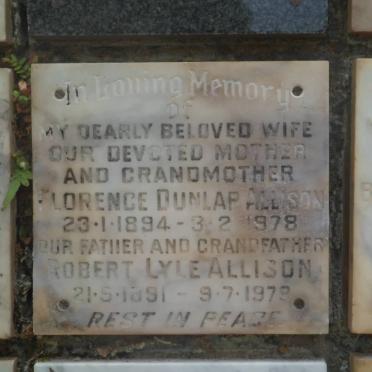 In Loving Memory
OF
MY DEARLY BELOVED WIFE
OUR DEVOTED MOTHER
AND GRANDMOTHER
FLORENCE DUNLAP ALLISON
23·1·1894 - 3·2·1978
OUR FATHER AND GRANDFATHER
ROBERT LYLE ALLISON
21·5·1891 - 9·7·1979
REST IN PEACE